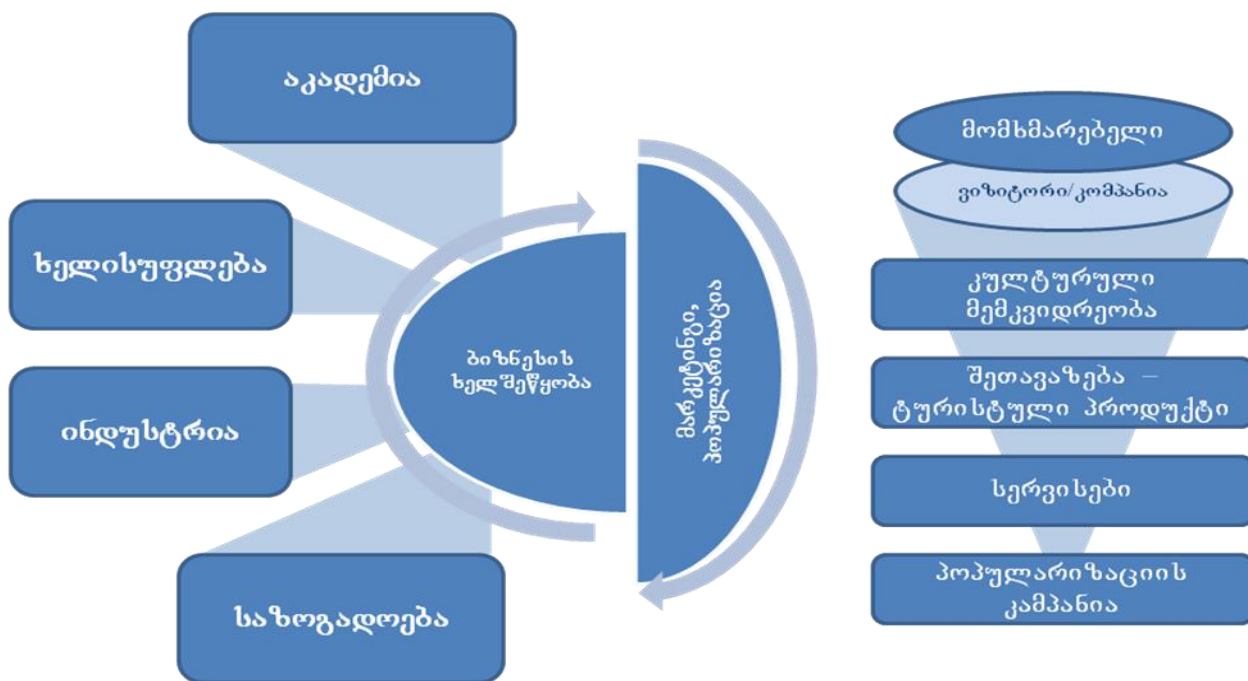 აკადემია
ხელისუფლება
ინდუსტრია
საზოგადოება
ბიზნესის
ხელშეწყობა
მარკეტინგი,
პოპულარიზაცია
მომხმარებელი
ვიზიტორი/კომპანია
კულტურული
მემკვიდრეობა
შეთავაზება –
ტურისტული პროდუქტი
სერვისები
პოპულარიზაციის
კამპანია